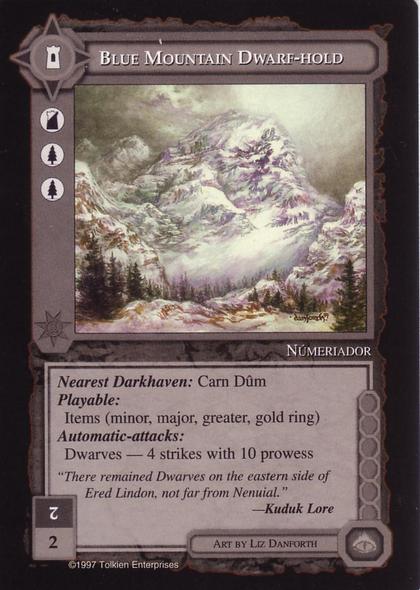 BLUE MOUNTAIN DWARF-HOLD
NÚMERIADOR
Nearest Darkhaven: Carn Dûm
Playable:
Items (minor, major, greater, gold ring)
Automatic-attacks:
Dwarves — 4 strikes with 10 prowess
“There remained Dwarves on the eastern side of
Ered Lindon, not far from Nenuial.”
—Kuduk Lore
2
2
ART BY LIZ DANFORTH
©1997 Tolkien Enterprises